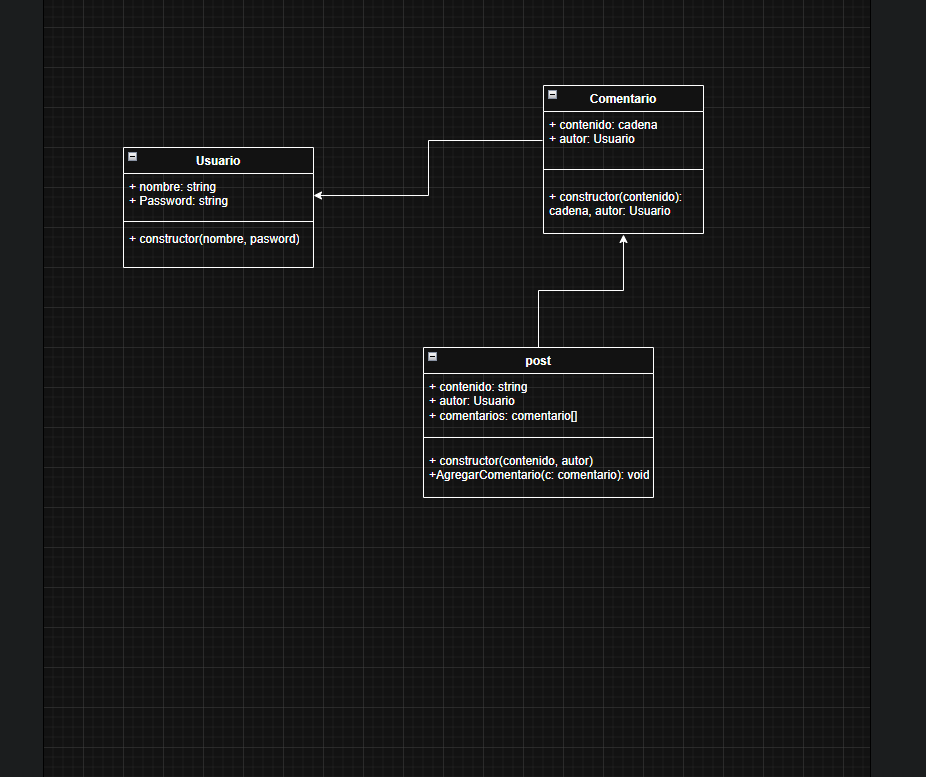 Comentario
+ contenido: cadena
+ autor: Usuario
+ constructor(contenido):
cadena, autor: Usuario
Usuario
+ nombre: string
+ Password: string
+ constructor(nombre, pasword)
post
+ contenido: string
+ autor: Usuario
+ comentarios: comentario[]
+ constructor(contenido, autor)
+AgregarComentario(c: comentario): void